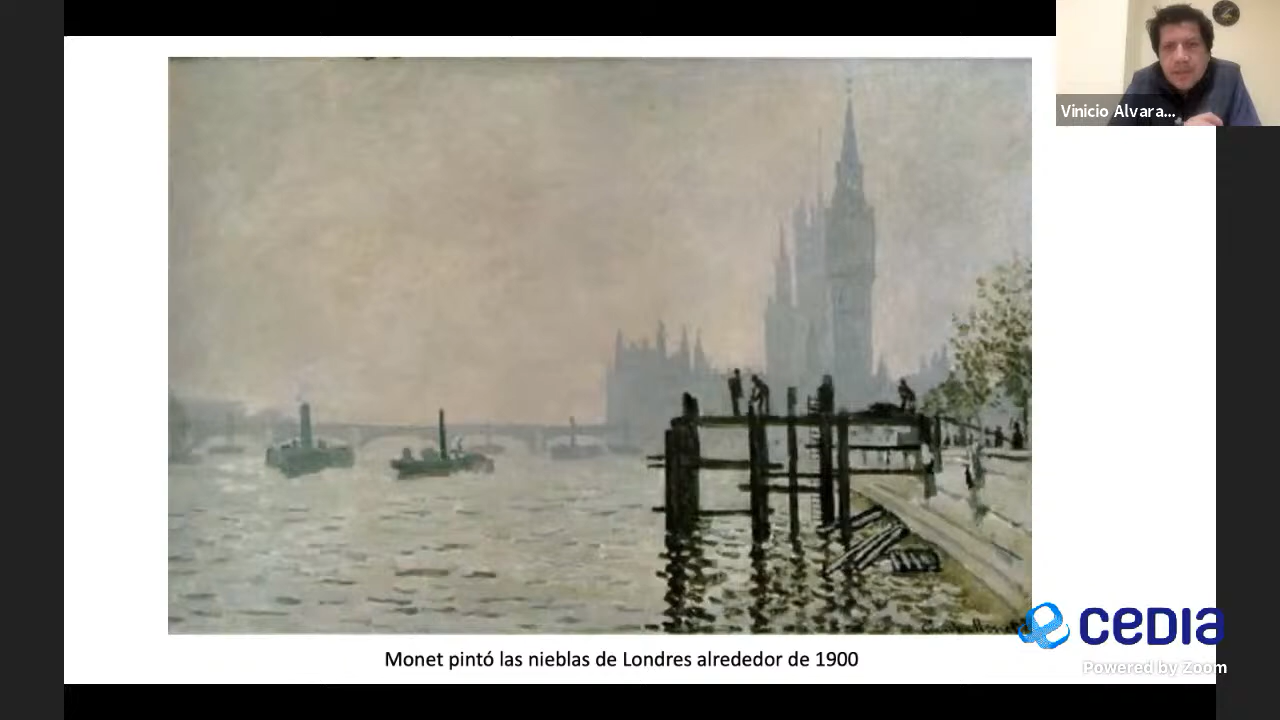 Vinicio Alvara...
Monet pintó las nieblas de Londres alrededor de 1900
CEDIA
Powered by Zoom